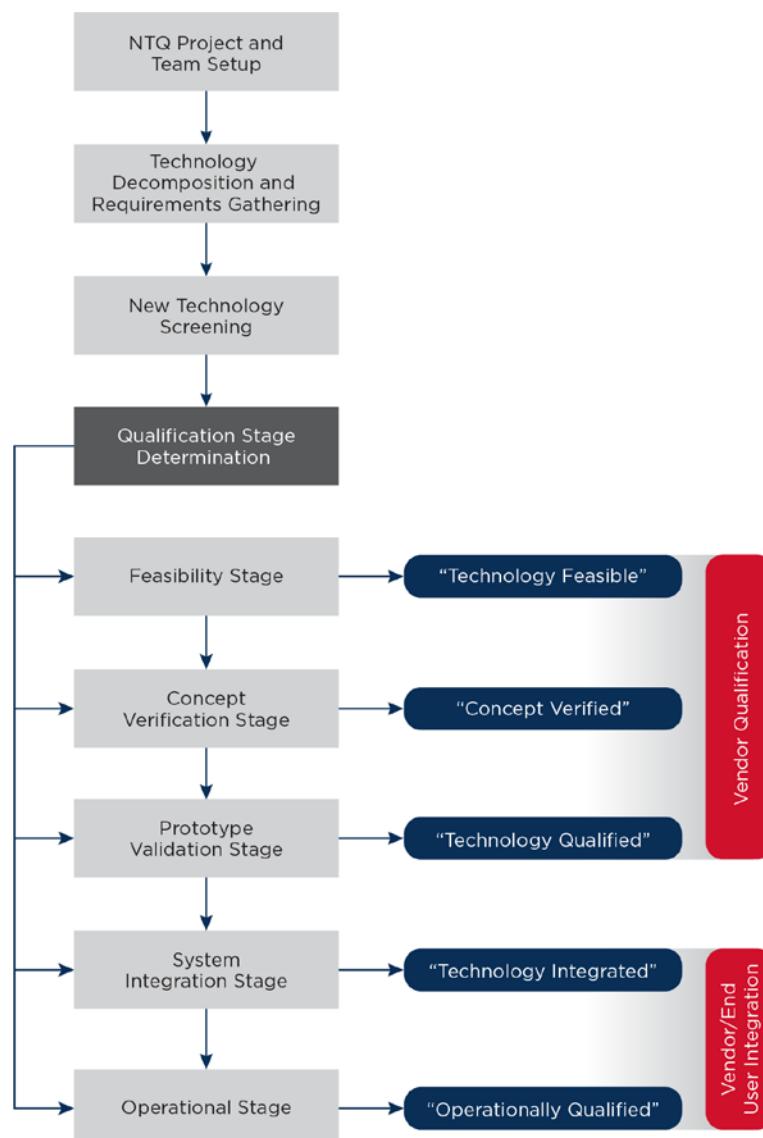 NTQ Project and
Team Setup
Technology
Decomposition and
Requirements Gathering
New Technology
Screening
Qualification Stage
Determination
Feasibility Stage
“Technology Feasible”
Concept
Verification Stage
“Concept Verified”
Prototype
Validation Stage
“Technology Qualified”
Vendor Qualification
System
Integration Stage
“Technology Integrated”
Operational Stage
“Operationally Qualified”
Vendor/End
User Integration